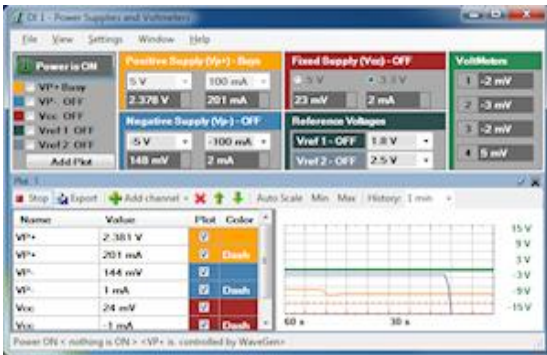 DI 1 - Power Supplies and Voltmeters
File View Settings Window Help
Power is ON
VP+ Busy
VP- OFF
Vcc OFF
Vref1 OFF
Vref2 OFF
Add Plot
Positive Supply (Vp+) - Busy
5 V 100 mA
2.378 V 201 mA
Negative Supply (Vp-) - OFF
-5 V -100 mA
148 mV 2 mA
Fixed Supply (Vcc) - OFF
5 V 3.3 V
23 mV 2 mA
Reference Voltages
Vref 1 - OFF 1.8 V
Vref 2 - OFF 2.5 V
VoltMeters
1 -2 mV
2 -3 mV
3 -2 mV
4 5 mV
Plot 1
Stop Export Add channel Auto Scale Min Max History: 1 min
Name Value Plot Color
VP+ 2.381 V
VP+ 201 mA Dash
VP- 144 mV
VP- 1 mA Dash
Vcc 24 mV
Vcc -1 mA Dash
15 V
9 V
3 V
-3 V
-9 V
-15 V
60 s 30 s
Power ON < nothing is ON > <VP+ is controlled by WaveGen>